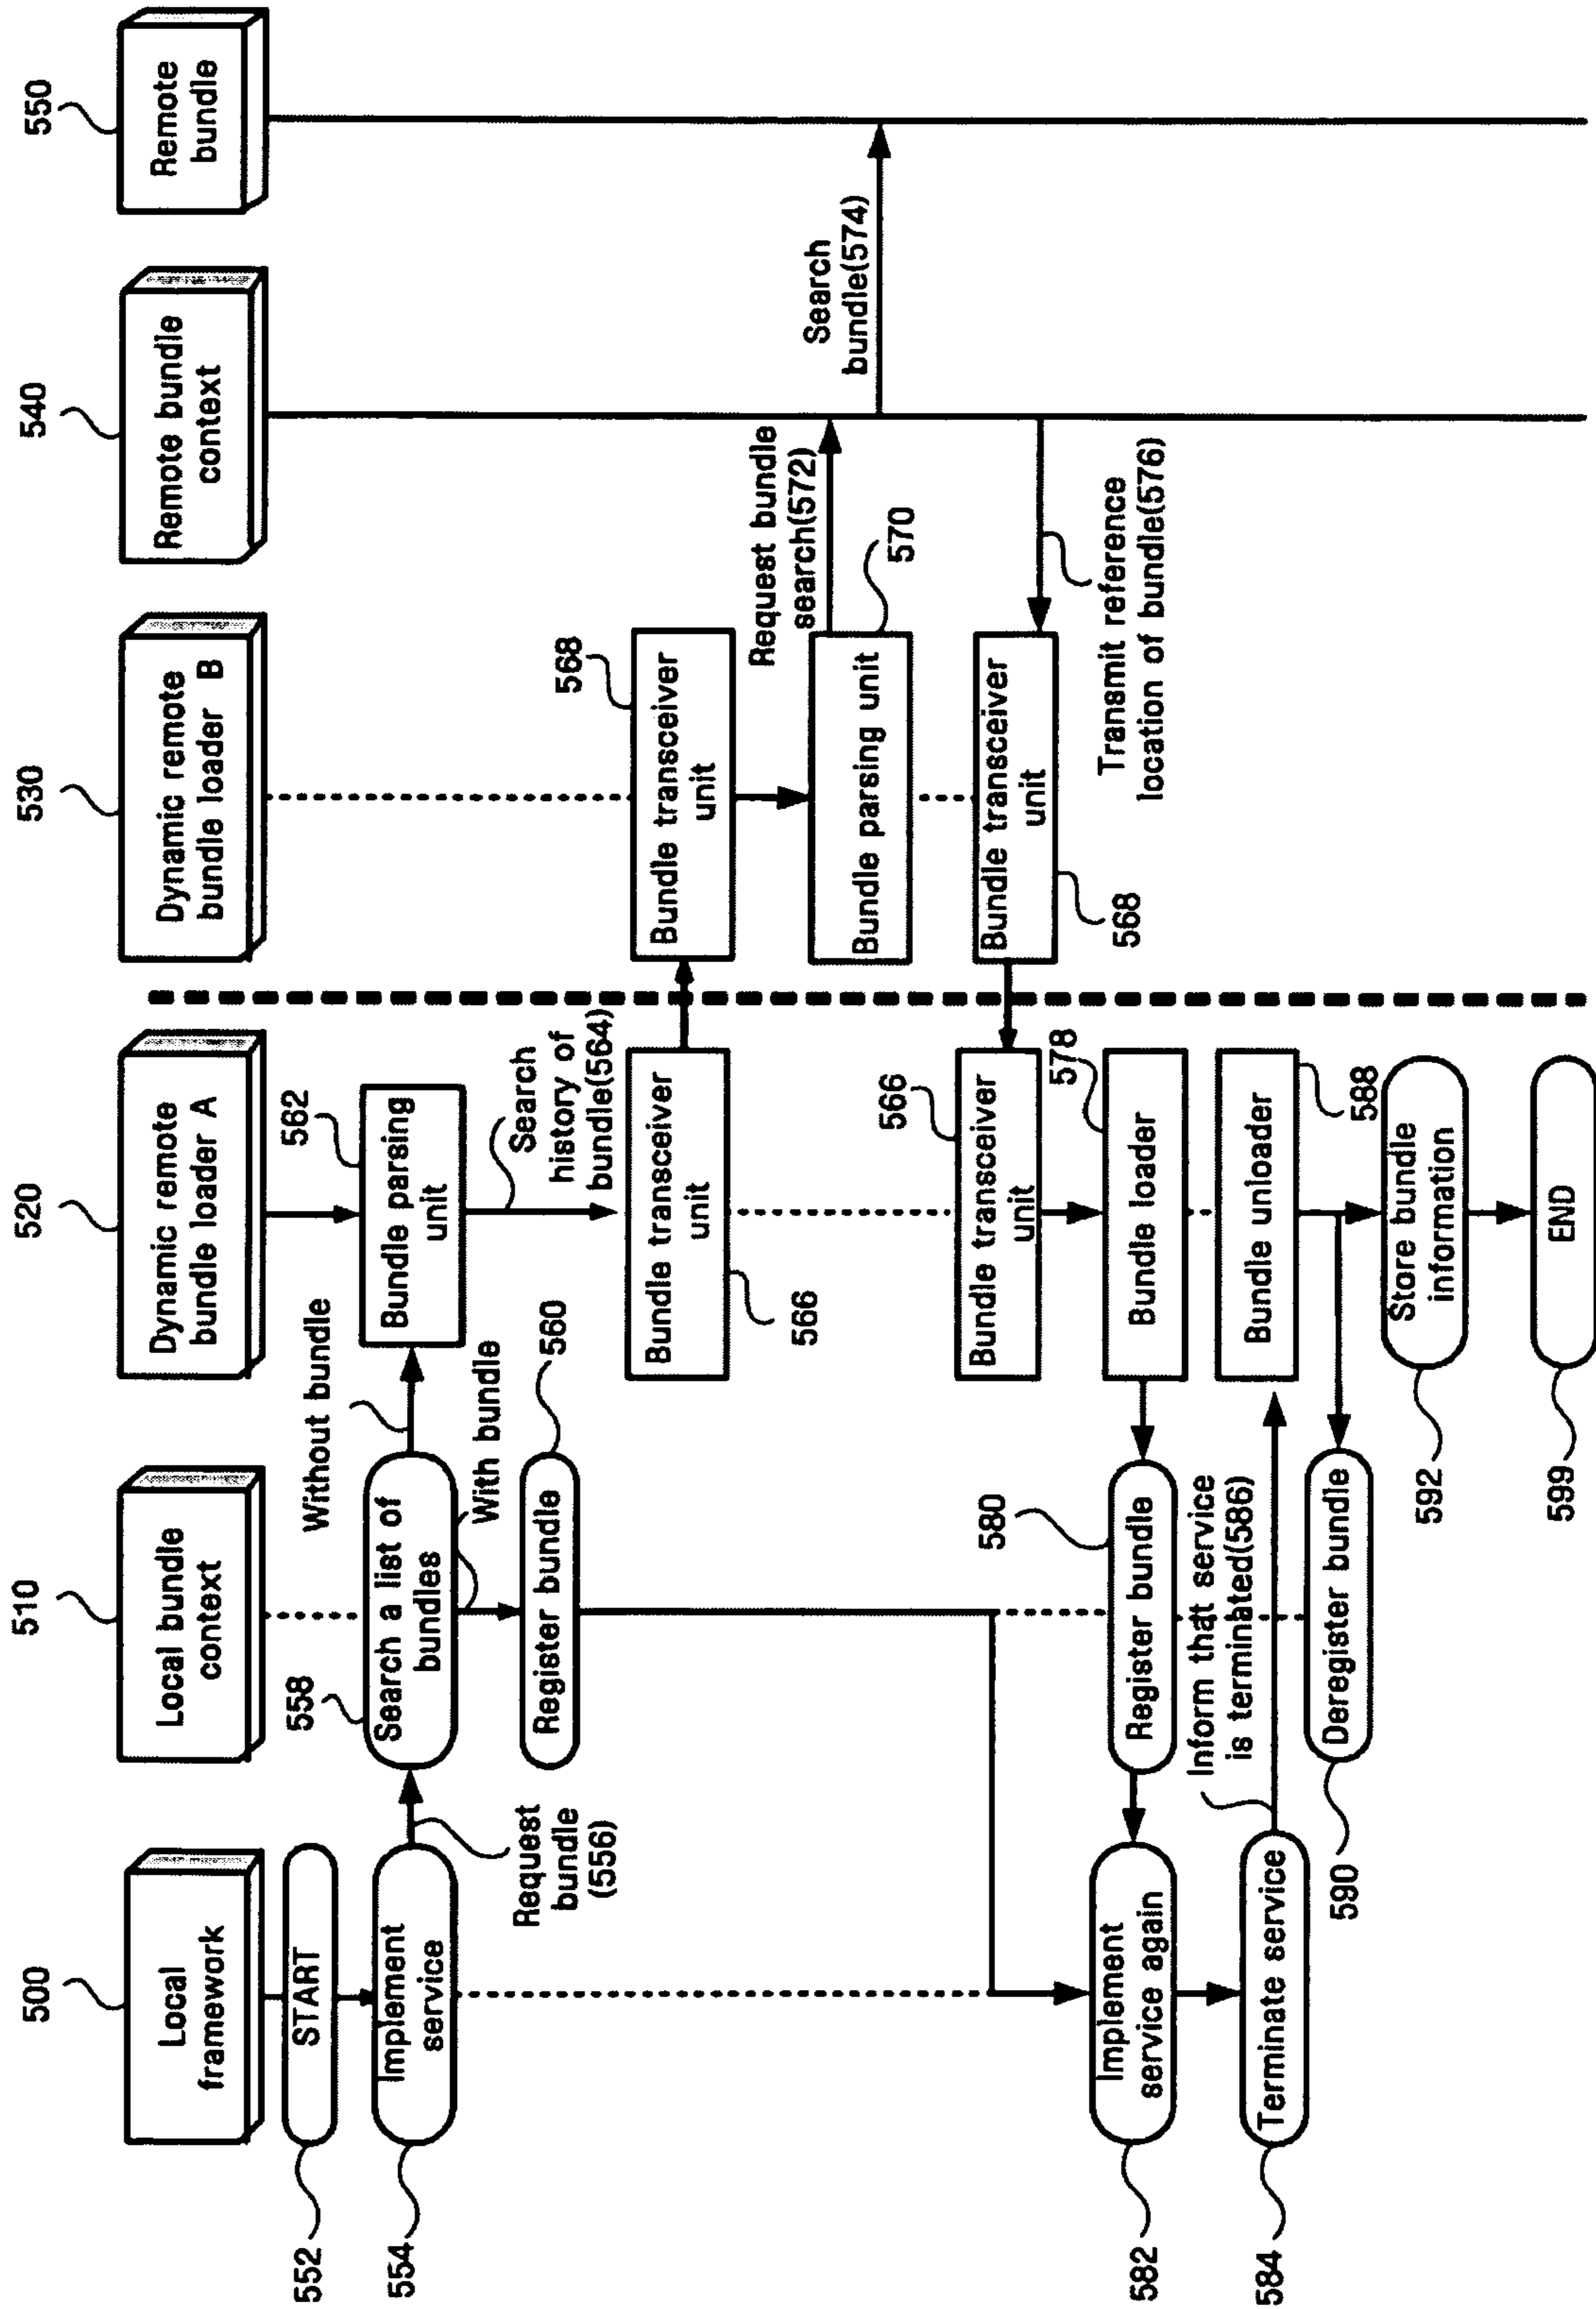 500
510
520
530
540
550
Local
framework
Local bundle
context
Dynamic remote
bundle loader A
Dynamic remote
bundle loader B
Remote bundle
context
Remote
bundle
552
START
554
Implement
service
Request
bundle
(556)
558
Search a list of
bundles
Without bundle
With bundle
560
Register bundle
562
Bundle parsing
unit
Search
history of
bundle(564)
Bundle transceiver
unit
566
568
Bundle transceiver
unit
Request bundle
search(572)
Bundle parsing unit
570
Search
bundle(574)
Bundle transceiver
unit
568
Transmit reference
location of bundle(576)
566
Bundle transceiver
unit
578
Bundle loader
580
Register bundle
582
Implement
service again
584
Terminate service
Inform that service
is terminated(586)
Bundle unloader
588
590
Deregister bundle
592
Store bundle
information
599
END